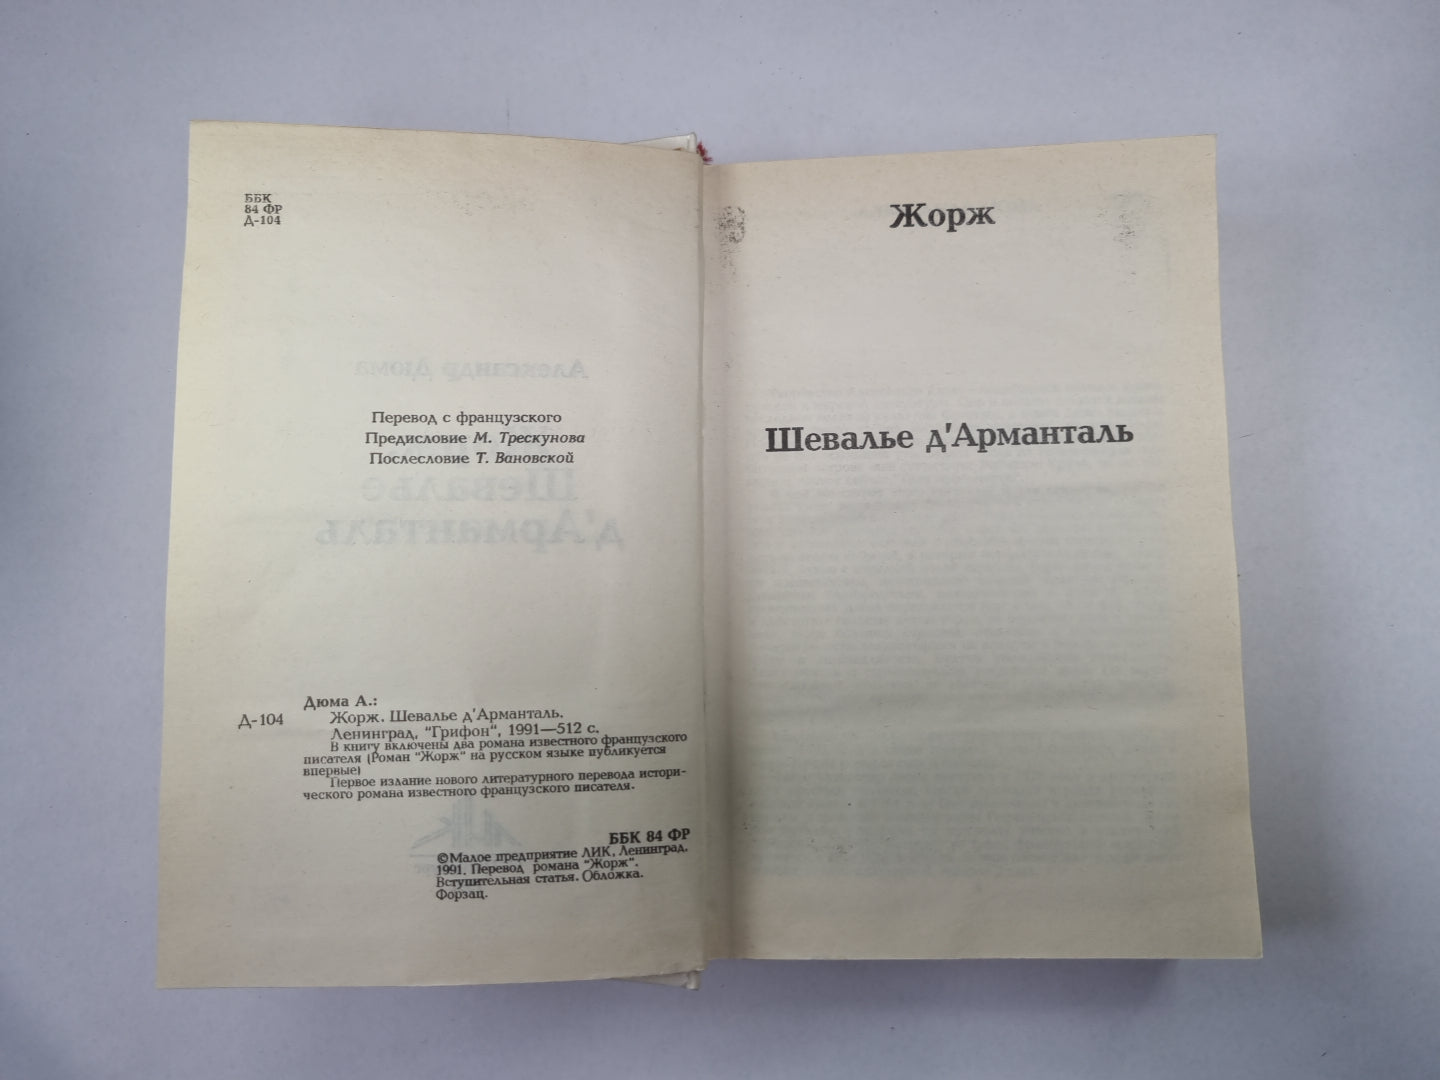 ББК
84 ФР
Д-104
Перевод с французского
Предисловие М. Трескунова
Послесловие Т. Вановской
Дюма А.:
Д-104 Жорж. Шевалье д'Арманталь.
Ленинград, "Грифон", 1991—512 с.
В книгу включены два романа известного французского
писателя (Роман "Жорж" на русском языке публикуется
впервые)
Первое издание нового литературного перевода истори-
ческого романа известного французского писателя.
ББК 84 ФР
©Малое предприятие ЛИК, Ленинград,
1991. Перевод романа "Жорж".
Вступительная статья. Обложка.
Форзац.
Жорж
Шевалье д'Арманталь